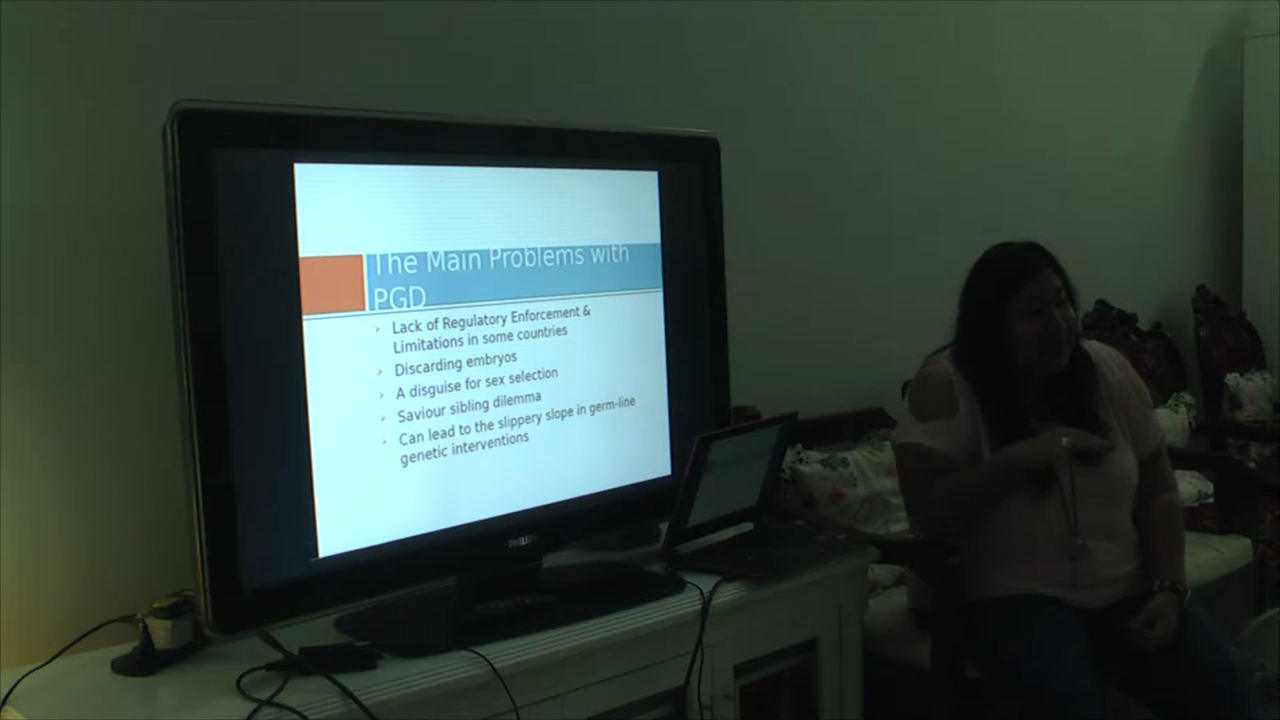 The Main Problems with
PGD
Lack of Regulatory Enforcement &
Limitations in some countries
Discarding embryos
A disguise for sex selection
Saviour sibling dilemma
Can lead to the slippery slope in germ-line
genetic interventions
PHILIPS